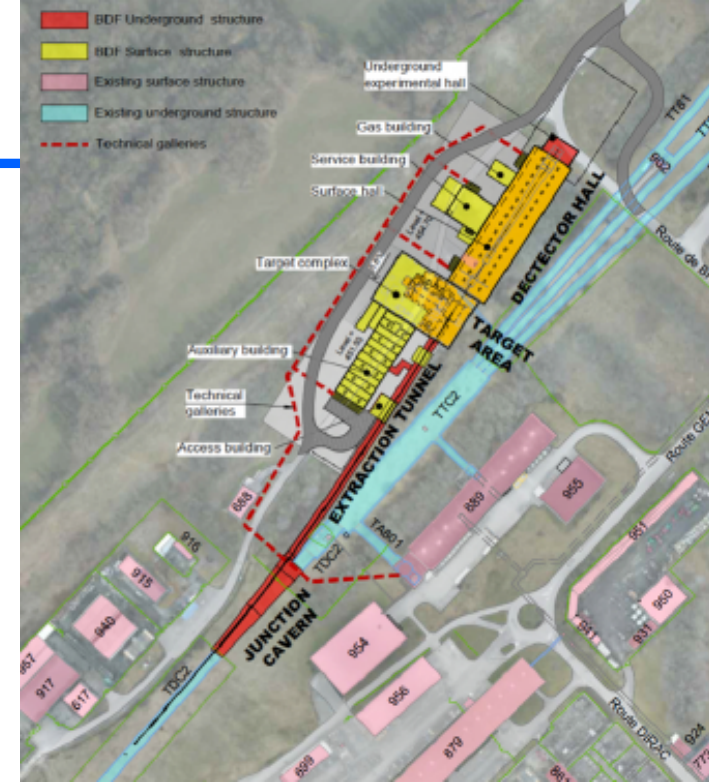 BDF Underground structure
BDF Surface structure
Existing surface structure
Existing underground structure
Technical galleries
Underground
experimental hall
Gas building
Service building
Surface hall
Target complex
Auxiliary building
Technical
galleries
Access building
DECTECTOR HALL
TARGET
AREA
EXTRACTION TUNNEL
JUNCTION
CAVERN
TT61
902
Route de
TTC2
TDC2
TA801
TDC2
889
955
951
950
931
941
954
956
879
899
924
668
916
915
940
917
617
Route DIRAC